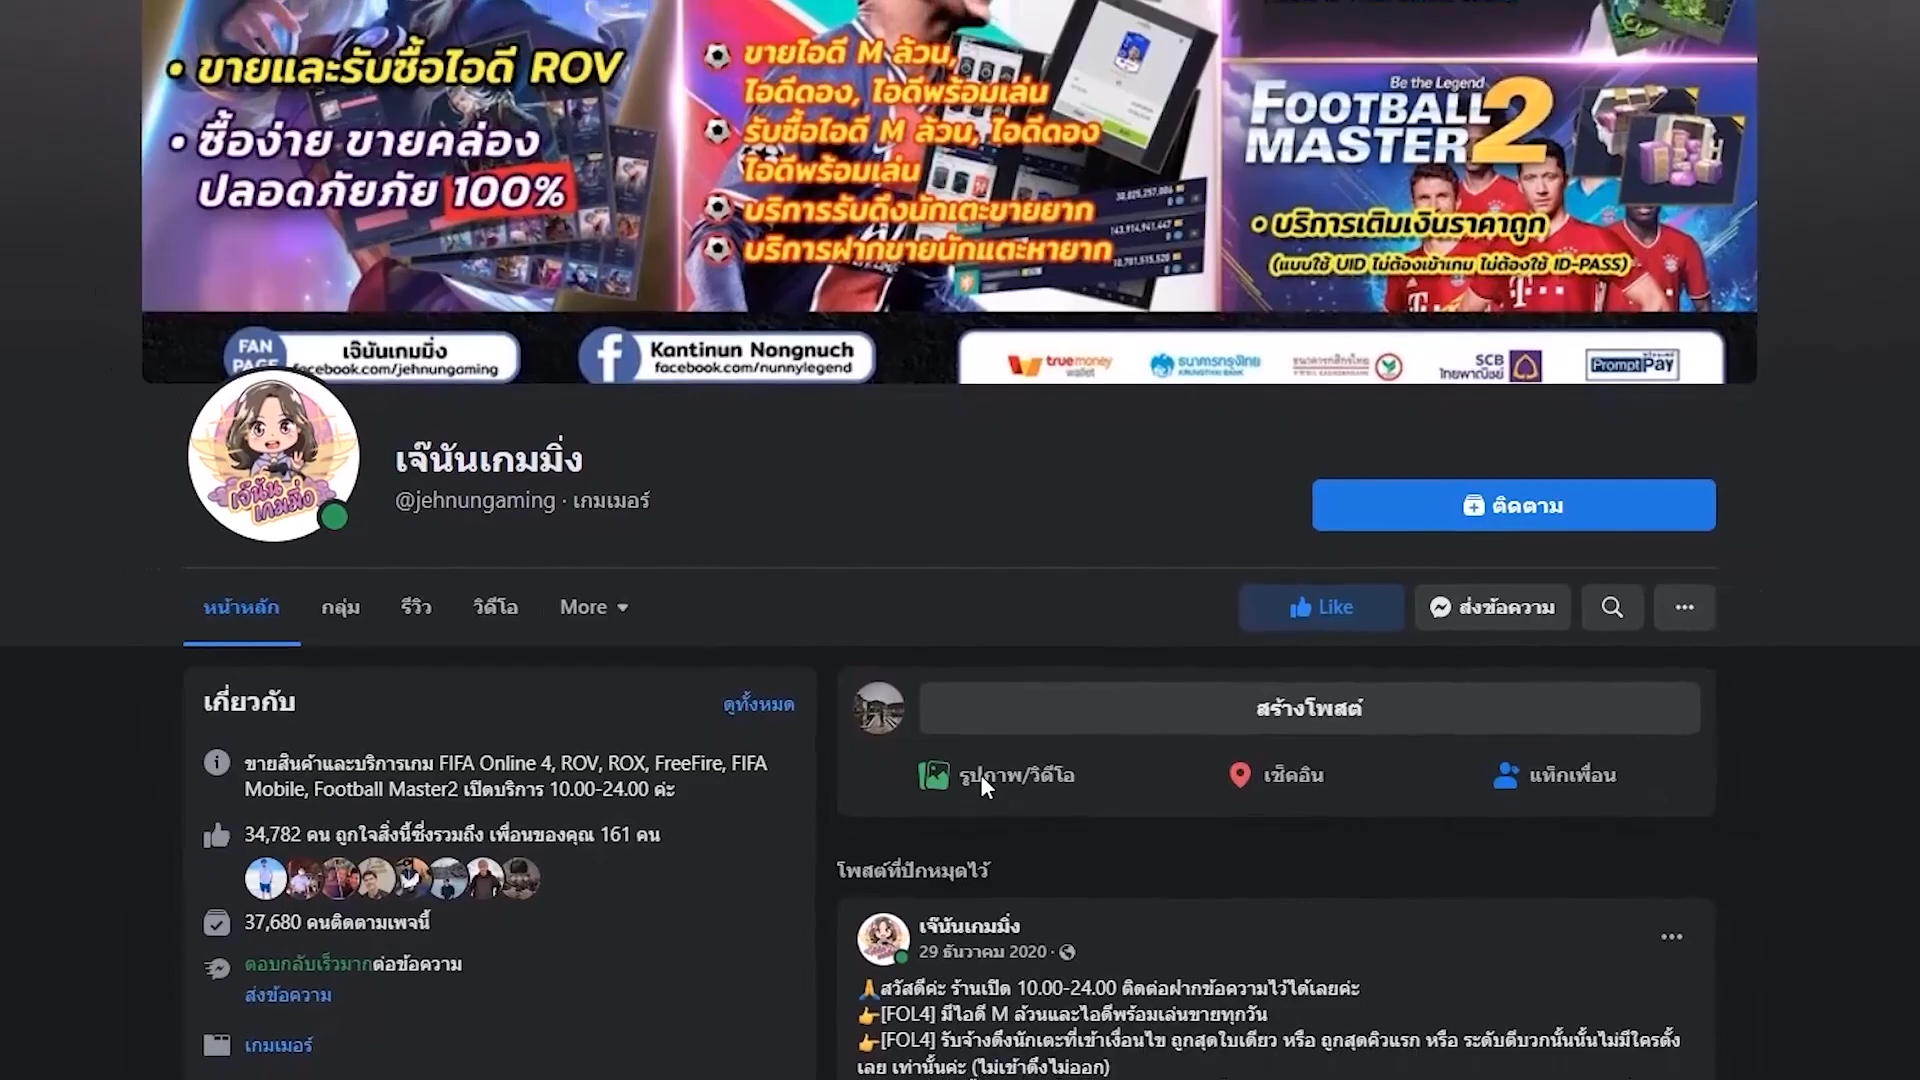 • ขายและรับซื้อไอดี ROV
• ซื้อง่าย ขายคล่อง
ปลอดภัยภัย 100%
ขายไอดี M ล้วน,
ไอดีดอง, ไอดีพร้อมเล่น
รับซื้อไอดี M ล้วน, ไอดีดอง
ไอดีพร้อมเล่น
บริการรับดึงนักเตะขายยาก
บริการฝากขายนักแตะหายาก
Be the Legend
FOOTBALL
MASTER 2
• บริการเติมเงินราคาถูก
(แบบใช้ UID ไม่ต้องเข้าเกม ไม่ต้องใช้ ID-PASS)
FAN
PAGE
เจ๊นันเกมมิ่ง
facebook.com/jehnungaming
Kantinun Nongnuch
facebook.com/nunnylegend
truemoney
wallet
ธนาคารกรุงไทย
KRUNGTHAI BANK
ธนาคารกสิกรไทย
SCB
ไทยพาณิชย์
PromptPay
เจ๊นัน
เกมมิ่ง
เจ๊นันเกมมิ่ง
@jehnungaming · เกมเมอร์
ติดตาม
หน้าหลัก
กลุ่ม
รีวิว
วิดีโอ
More
Like
ส่งข้อความ
เกี่ยวกับ
ดูทั้งหมด
ขายสินค้าและบริการเกม FIFA Online 4, ROV, ROX, FreeFire, FIFA
Mobile, Football Master2 เปิดบริการ 10.00-24.00 ค่ะ
34,782 คน ถูกใจสิ่งนี้ซึ่งรวมถึง เพื่อนของคุณ 161 คน
37,680 คนติดตามเพจนี้
ตอบกลับเร็วมากต่อข้อความ
ส่งข้อความ
เกมเมอร์
สร้างโพสต์
รูปภาพ/วิดีโอ
เช็คอิน
แท็กเพื่อน
โพสต์ที่ปักหมุดไว้
เจ๊นันเกมมิ่ง
29 ธันวาคม 2020 ·
🙏สวัสดีค่ะ ร้านเปิด 10.00-24.00 ติดต่อฝากข้อความไว้ได้เลยค่ะ
👉[FOL4] มีไอดี M ล้วนและไอดีพร้อมเล่นขายทุกวัน
👉[FOL4] รับจ้างดึงนักเตะที่เข้าเงื่อนไข ถูกสุดใบเดียว หรือ ถูกสุดคิวแรก หรือ ระดับตีบวกนั้นนั้นไม่มีใครตั้ง
เลย เท่านั้นค่ะ (ไม่เข้าดึงไม่ออก)